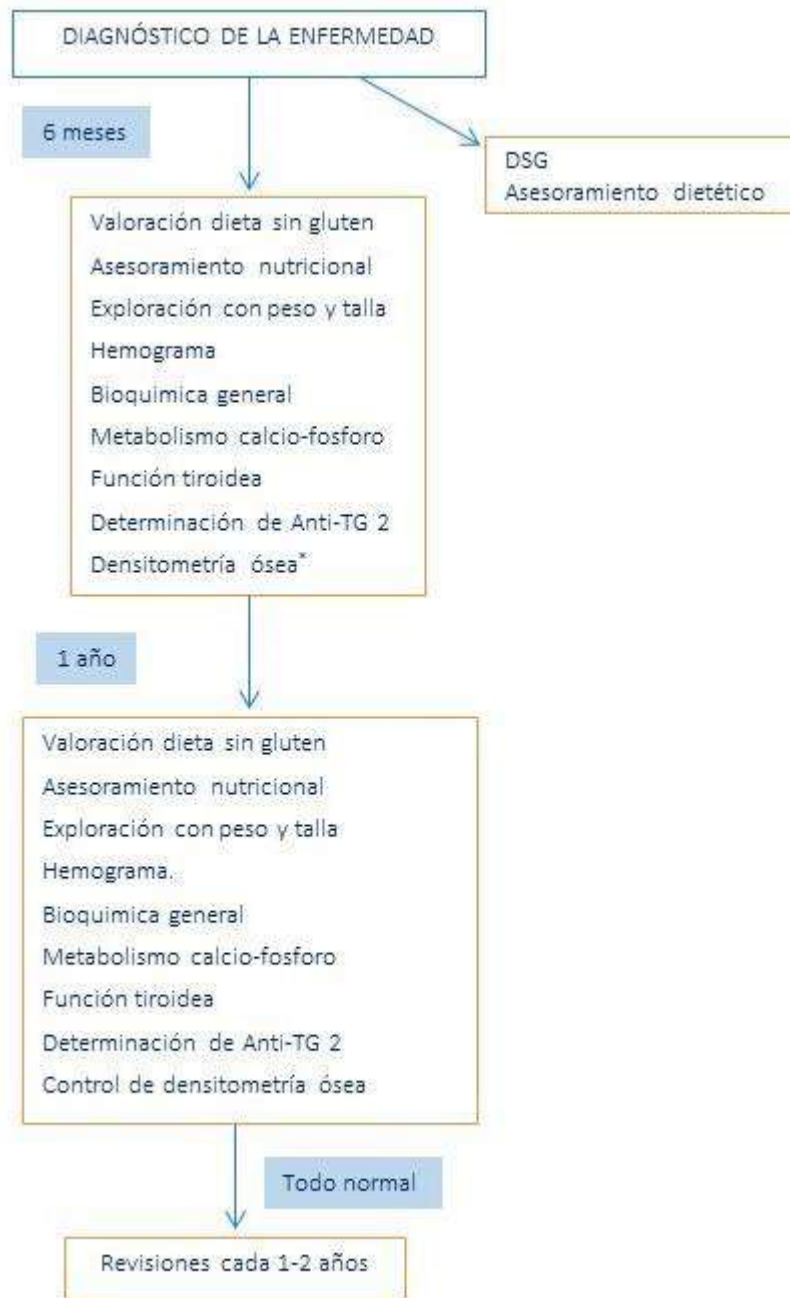 DIAGNÓSTICO DE LA ENFERMEDAD
6 meses
DSG
Asesoramiento dietético
Valoración dieta sin gluten
Asesoramiento nutricional
Exploración con peso y talla
Hemograma
Bioquimica general
Metabolismo calcio-fosforo
Función tiroidea
Determinación de Anti-TG 2
Densitometría ósea*
1 año
Valoración dieta sin gluten
Asesoramiento nutricional
Exploración con peso y talla
Hemograma.
Bioquimica general
Metabolismo calcio-fosforo
Función tiroidea
Determinación de Anti-TG 2
Control de densitometría ósea
Todo normal
Revisiones cada 1-2 años